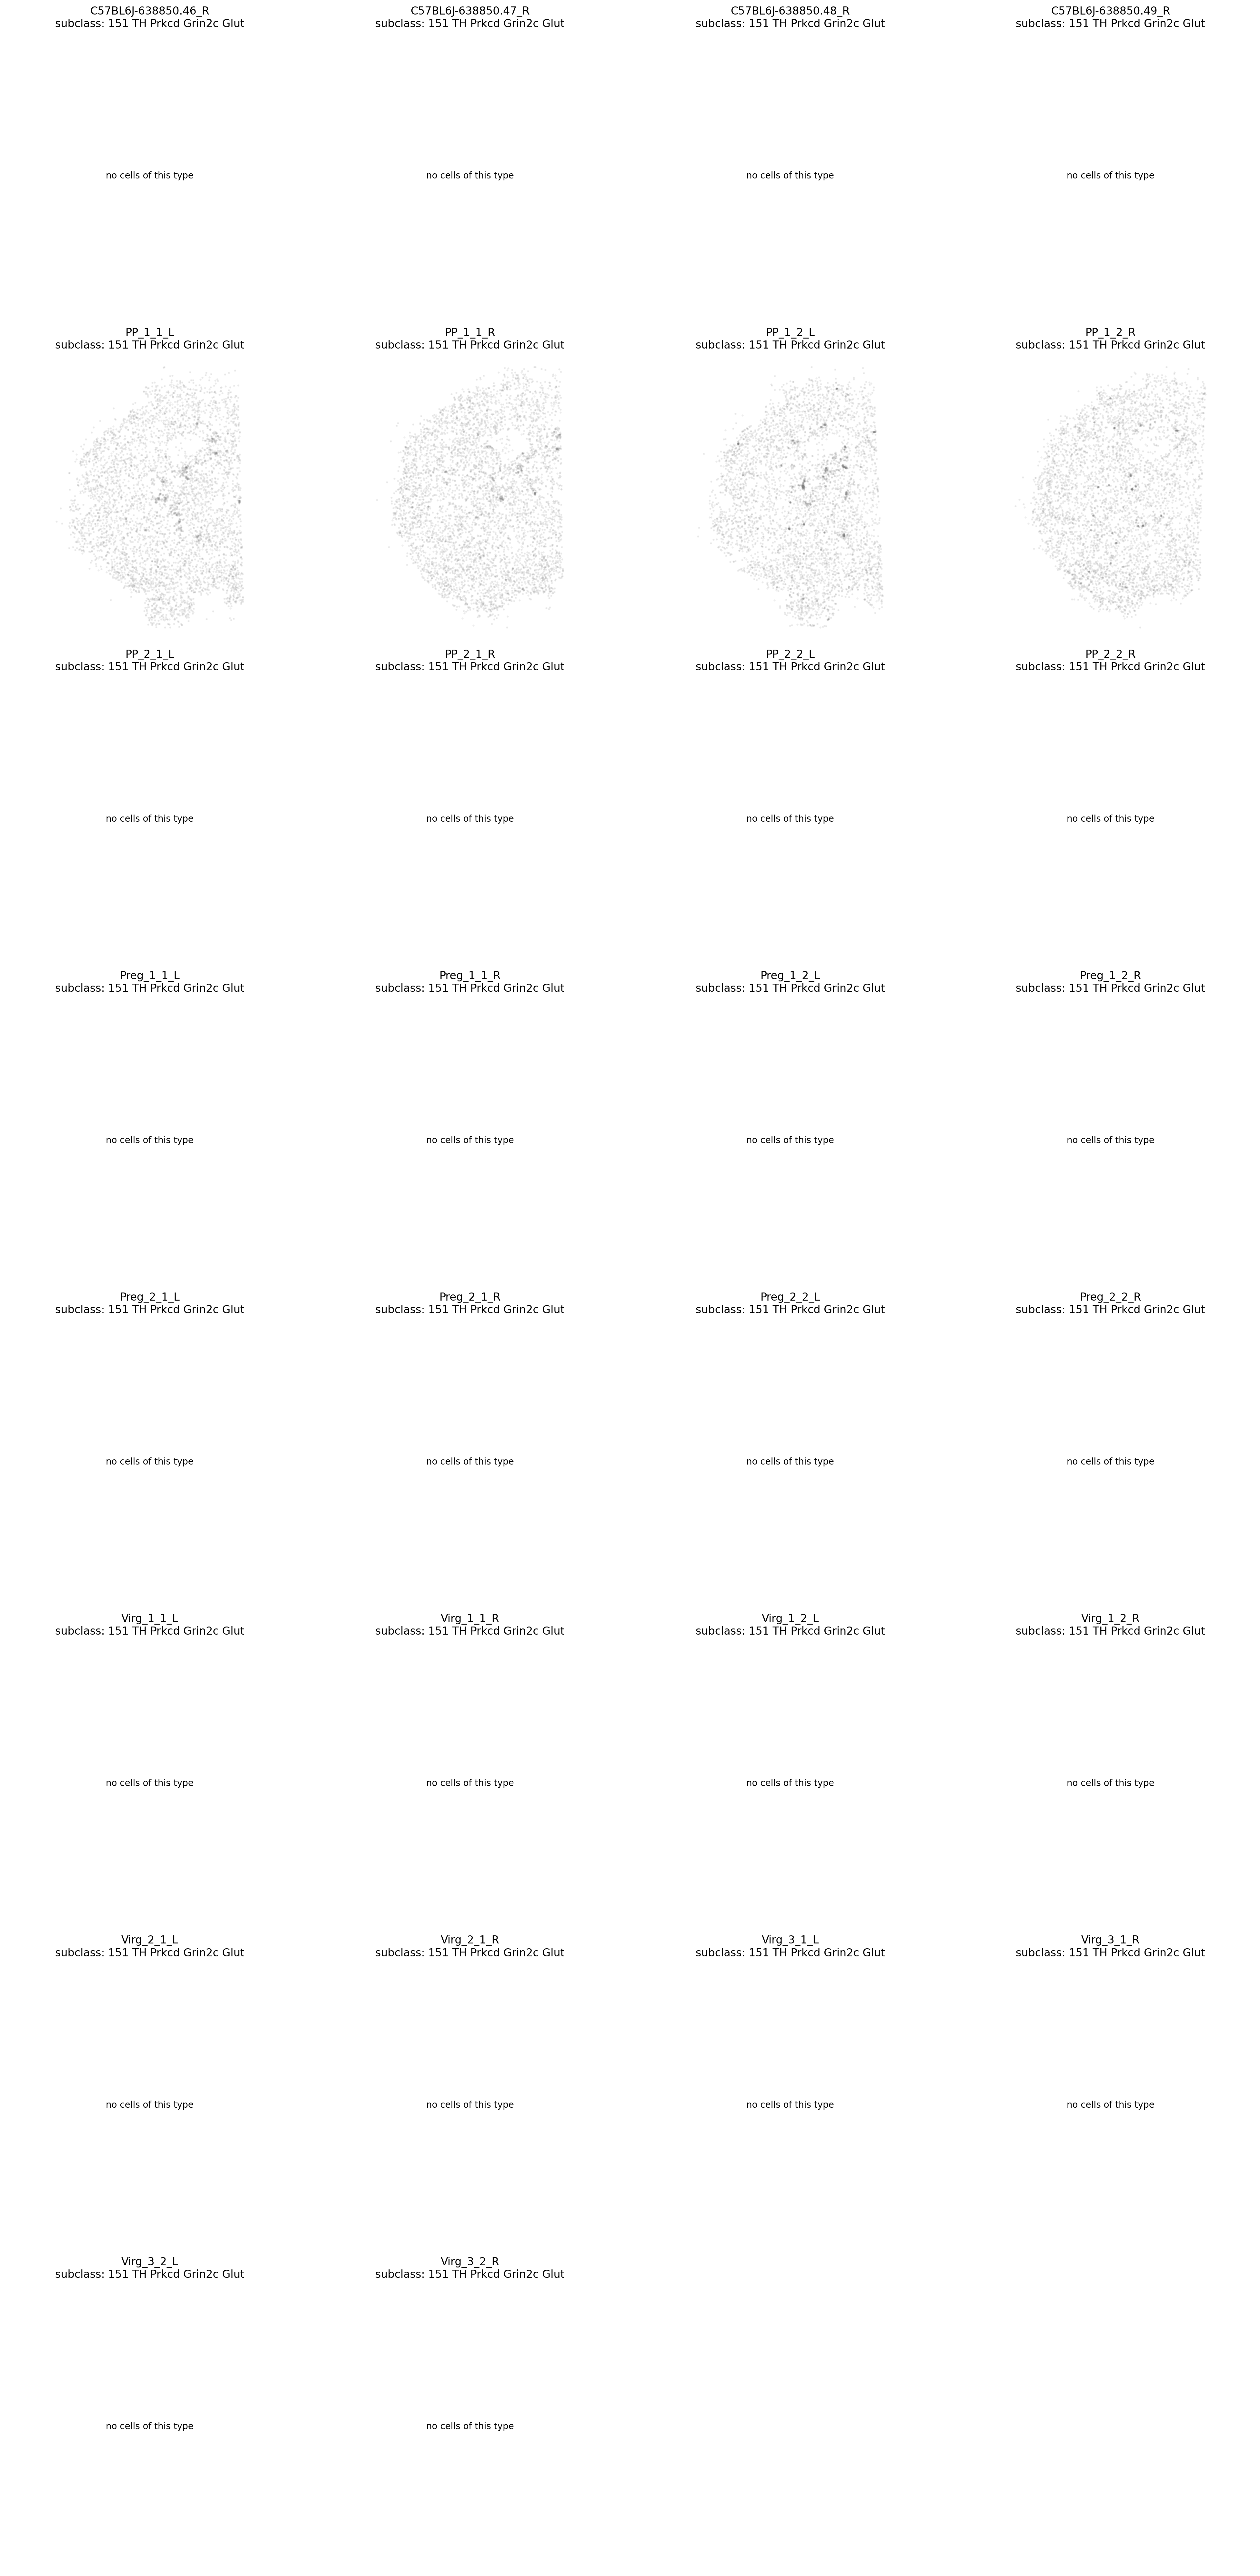 C57BL6J-638850.46_R
subclass: 151 TH Prkcd Grin2c Glut
C57BL6J-638850.47_R
subclass: 151 TH Prkcd Grin2c Glut
C57BL6J-638850.48_R
subclass: 151 TH Prkcd Grin2c Glut
C57BL6J-638850.49_R
subclass: 151 TH Prkcd Grin2c Glut
no cells of this type
no cells of this type
no cells of this type
no cells of this type
PP_1_1_L
subclass: 151 TH Prkcd Grin2c Glut
PP_1_1_R
subclass: 151 TH Prkcd Grin2c Glut
PP_1_2_L
subclass: 151 TH Prkcd Grin2c Glut
PP_1_2_R
subclass: 151 TH Prkcd Grin2c Glut
PP_2_1_L
subclass: 151 TH Prkcd Grin2c Glut
PP_2_1_R
subclass: 151 TH Prkcd Grin2c Glut
PP_2_2_L
subclass: 151 TH Prkcd Grin2c Glut
PP_2_2_R
subclass: 151 TH Prkcd Grin2c Glut
no cells of this type
no cells of this type
no cells of this type
no cells of this type
Preg_1_1_L
subclass: 151 TH Prkcd Grin2c Glut
Preg_1_1_R
subclass: 151 TH Prkcd Grin2c Glut
Preg_1_2_L
subclass: 151 TH Prkcd Grin2c Glut
Preg_1_2_R
subclass: 151 TH Prkcd Grin2c Glut
no cells of this type
no cells of this type
no cells of this type
no cells of this type
Preg_2_1_L
subclass: 151 TH Prkcd Grin2c Glut
Preg_2_1_R
subclass: 151 TH Prkcd Grin2c Glut
Preg_2_2_L
subclass: 151 TH Prkcd Grin2c Glut
Preg_2_2_R
subclass: 151 TH Prkcd Grin2c Glut
no cells of this type
no cells of this type
no cells of this type
no cells of this type
Virg_1_1_L
subclass: 151 TH Prkcd Grin2c Glut
Virg_1_1_R
subclass: 151 TH Prkcd Grin2c Glut
Virg_1_2_L
subclass: 151 TH Prkcd Grin2c Glut
Virg_1_2_R
subclass: 151 TH Prkcd Grin2c Glut
no cells of this type
no cells of this type
no cells of this type
no cells of this type
Virg_2_1_L
subclass: 151 TH Prkcd Grin2c Glut
Virg_2_1_R
subclass: 151 TH Prkcd Grin2c Glut
Virg_3_1_L
subclass: 151 TH Prkcd Grin2c Glut
Virg_3_1_R
subclass: 151 TH Prkcd Grin2c Glut
no cells of this type
no cells of this type
no cells of this type
no cells of this type
Virg_3_2_L
subclass: 151 TH Prkcd Grin2c Glut
Virg_3_2_R
subclass: 151 TH Prkcd Grin2c Glut
no cells of this type
no cells of this type